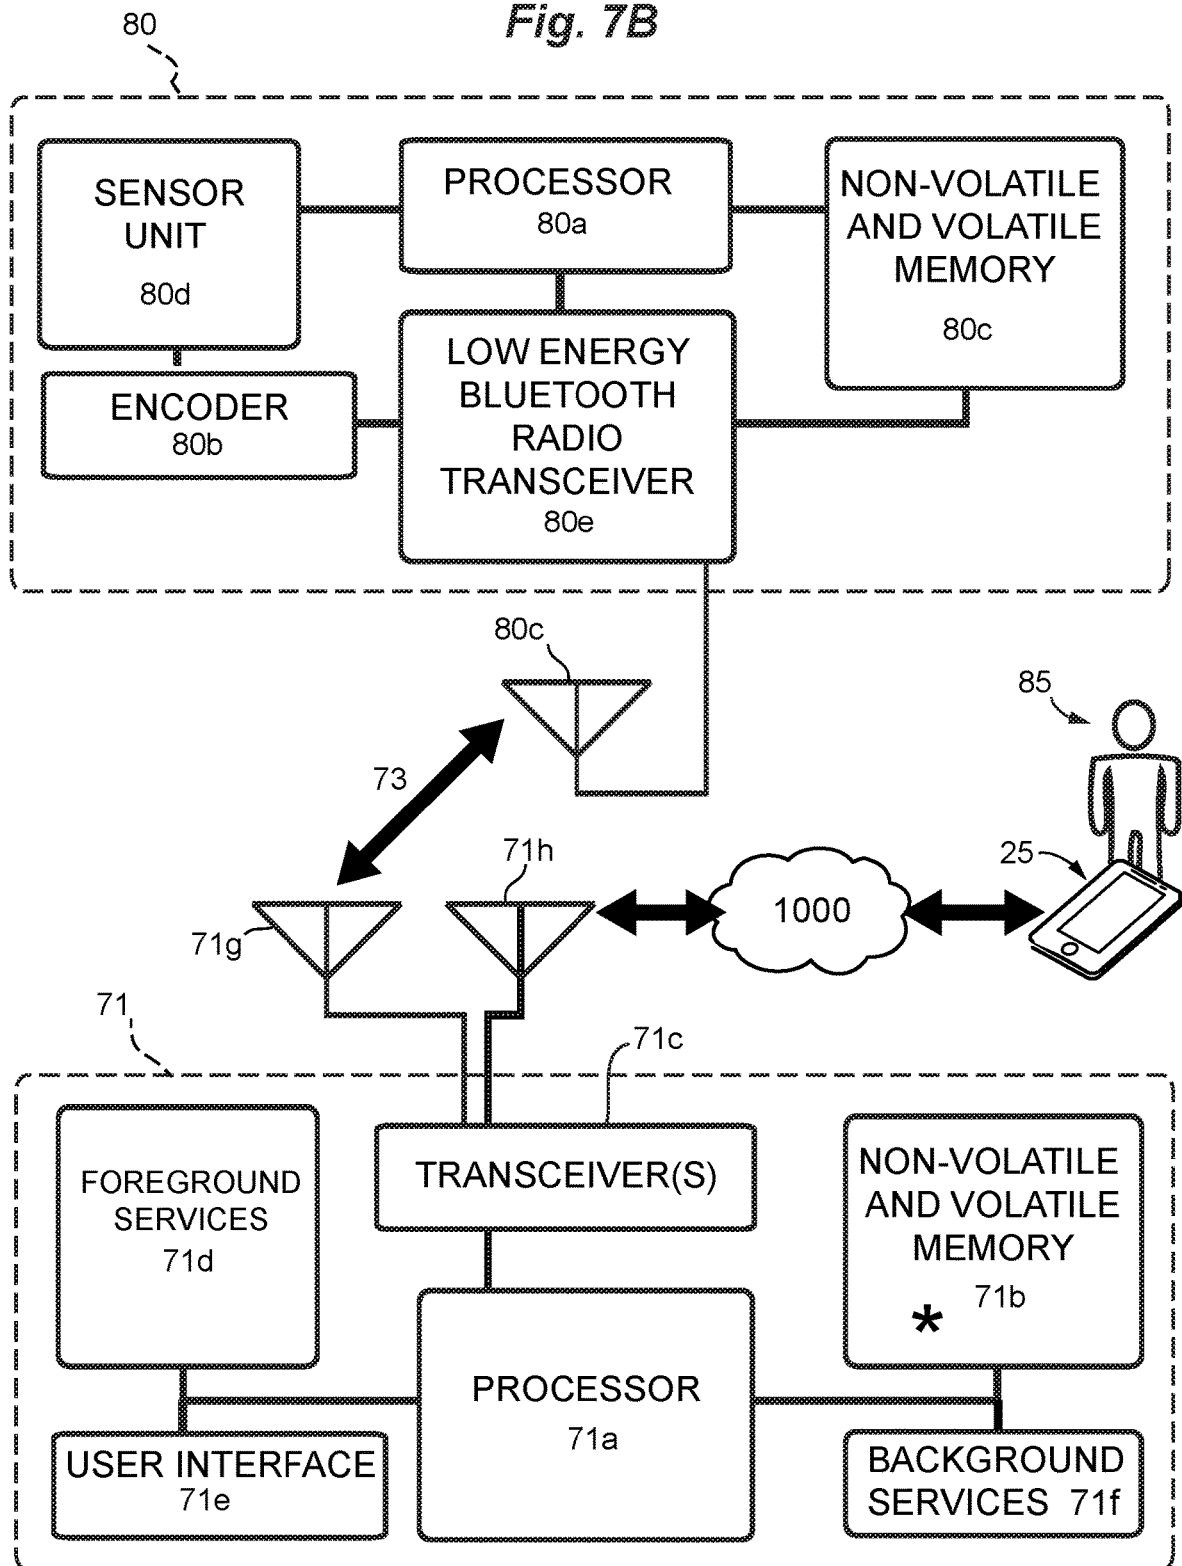 Fig. 7B
80
SENSOR
UNIT
80d
PROCESSOR
80a
NON-VOLATILE
AND VOLATILE
MEMORY
80c
ENCODER
80b
LOW ENERGY
BLUETOOTH
RADIO
TRANSCEIVER
80e
80c
73
85
25
71h
1000
71g
71
71c
FOREGROUND
SERVICES
71d
TRANSCEIVER(S)
NON-VOLATILE
AND VOLATILE
MEMORY
71b
*
PROCESSOR
71a
USER INTERFACE
71e
BACKGROUND
SERVICES 71f